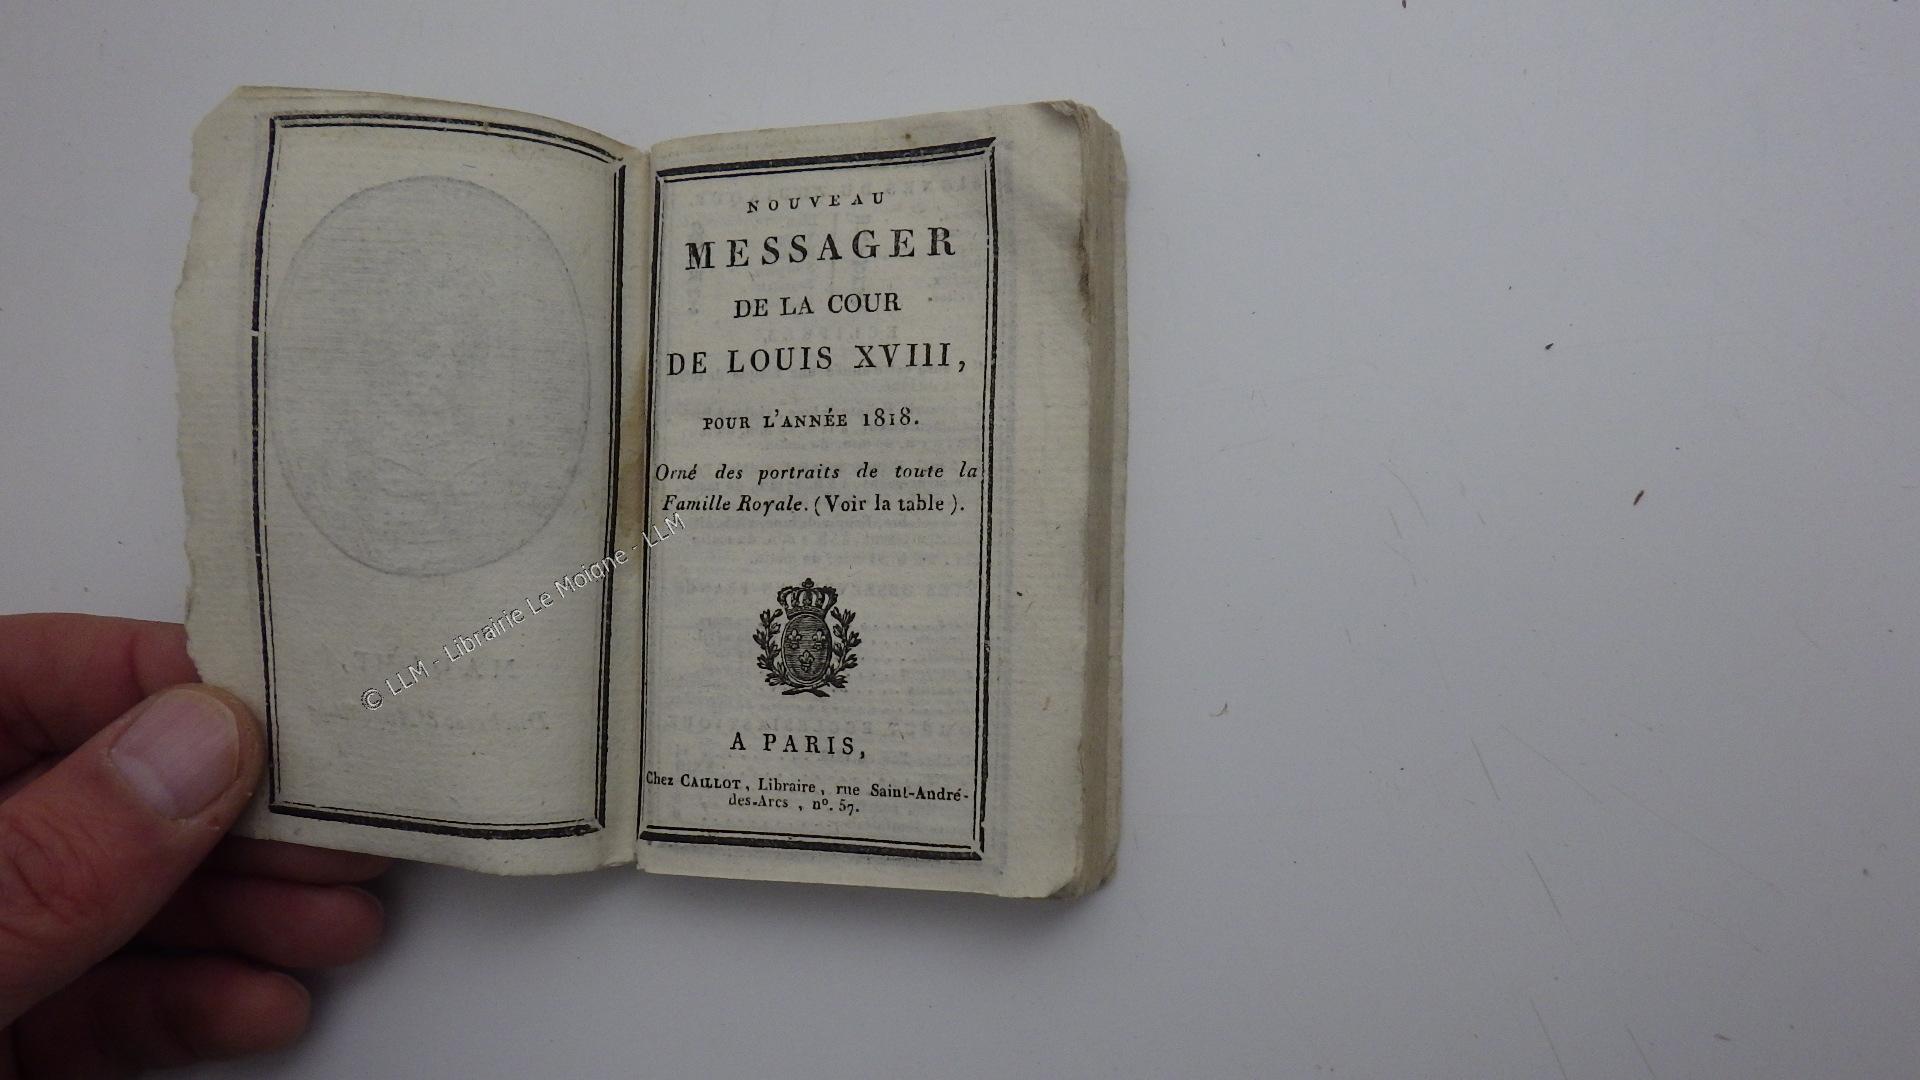 NOUVEAU
MESSAGER
DE LA COUR
DE LOUIS XVIII,
POUR L'ANNÉE 1818.
Orné des portraits de toute la
Famille Royale. (Voir la table).
A PARIS,
Chez CAILLOT, Libraire, rue Saint-André-
des-Arcs, nº. 57.
© LLM - Librairie Le Moigne - LLM